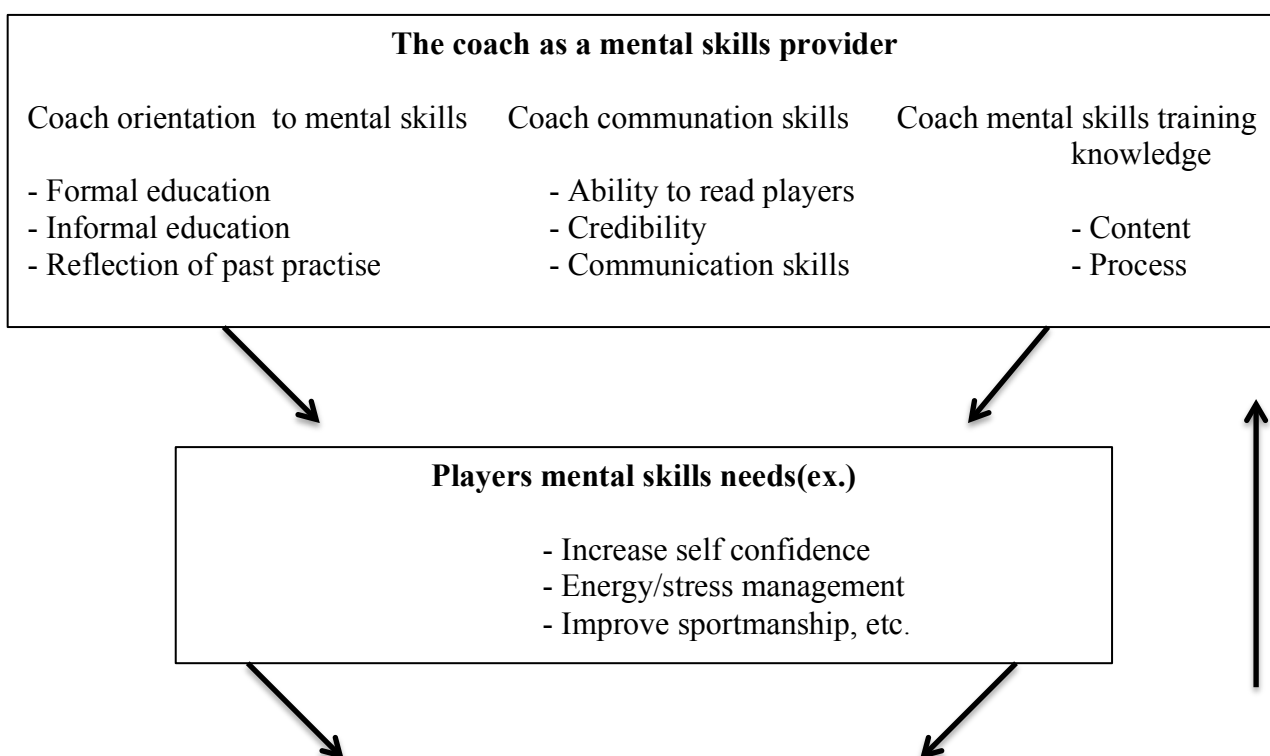 The coach as a mental skills provider
Coach orientation to mental skills Coach communation skills Coach mental skills training
knowledge
- Formal education - Ability to read players
- Informal education - Credibility - Content
- Reflection of past practise - Communication skills - Process
Players mental skills needs(ex.)
- Increase self confidence
- Energy/stress management
- Improve sportmanship, etc.